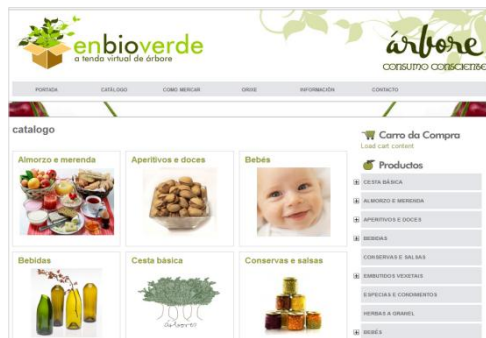 enbioverde
a tenda virtual de árbore
árbore
CONSUMO CONSCIENTE
PORTADA
CATÁLOGO
COMO MERCAR
ORIXE
INFORMACIÓN
CONTACTO
catalogo
Almorzo e merenda
Aperitivos e doces
Bebés
Bebidas
Cesta básica
árbores
Conservas e salsas
Carro da Compra
Load cart content
Productos
CESTA BÁSICA
ALMORZO E MERENDA
APERITIVOS E DOCES
BEBIDAS
CONSERVAS E SALSAS
EMBUTIDOS VEXETAIS
ESPECIAS E CONDIMENTOS
HERBAS A GRANEL
BEBÉS